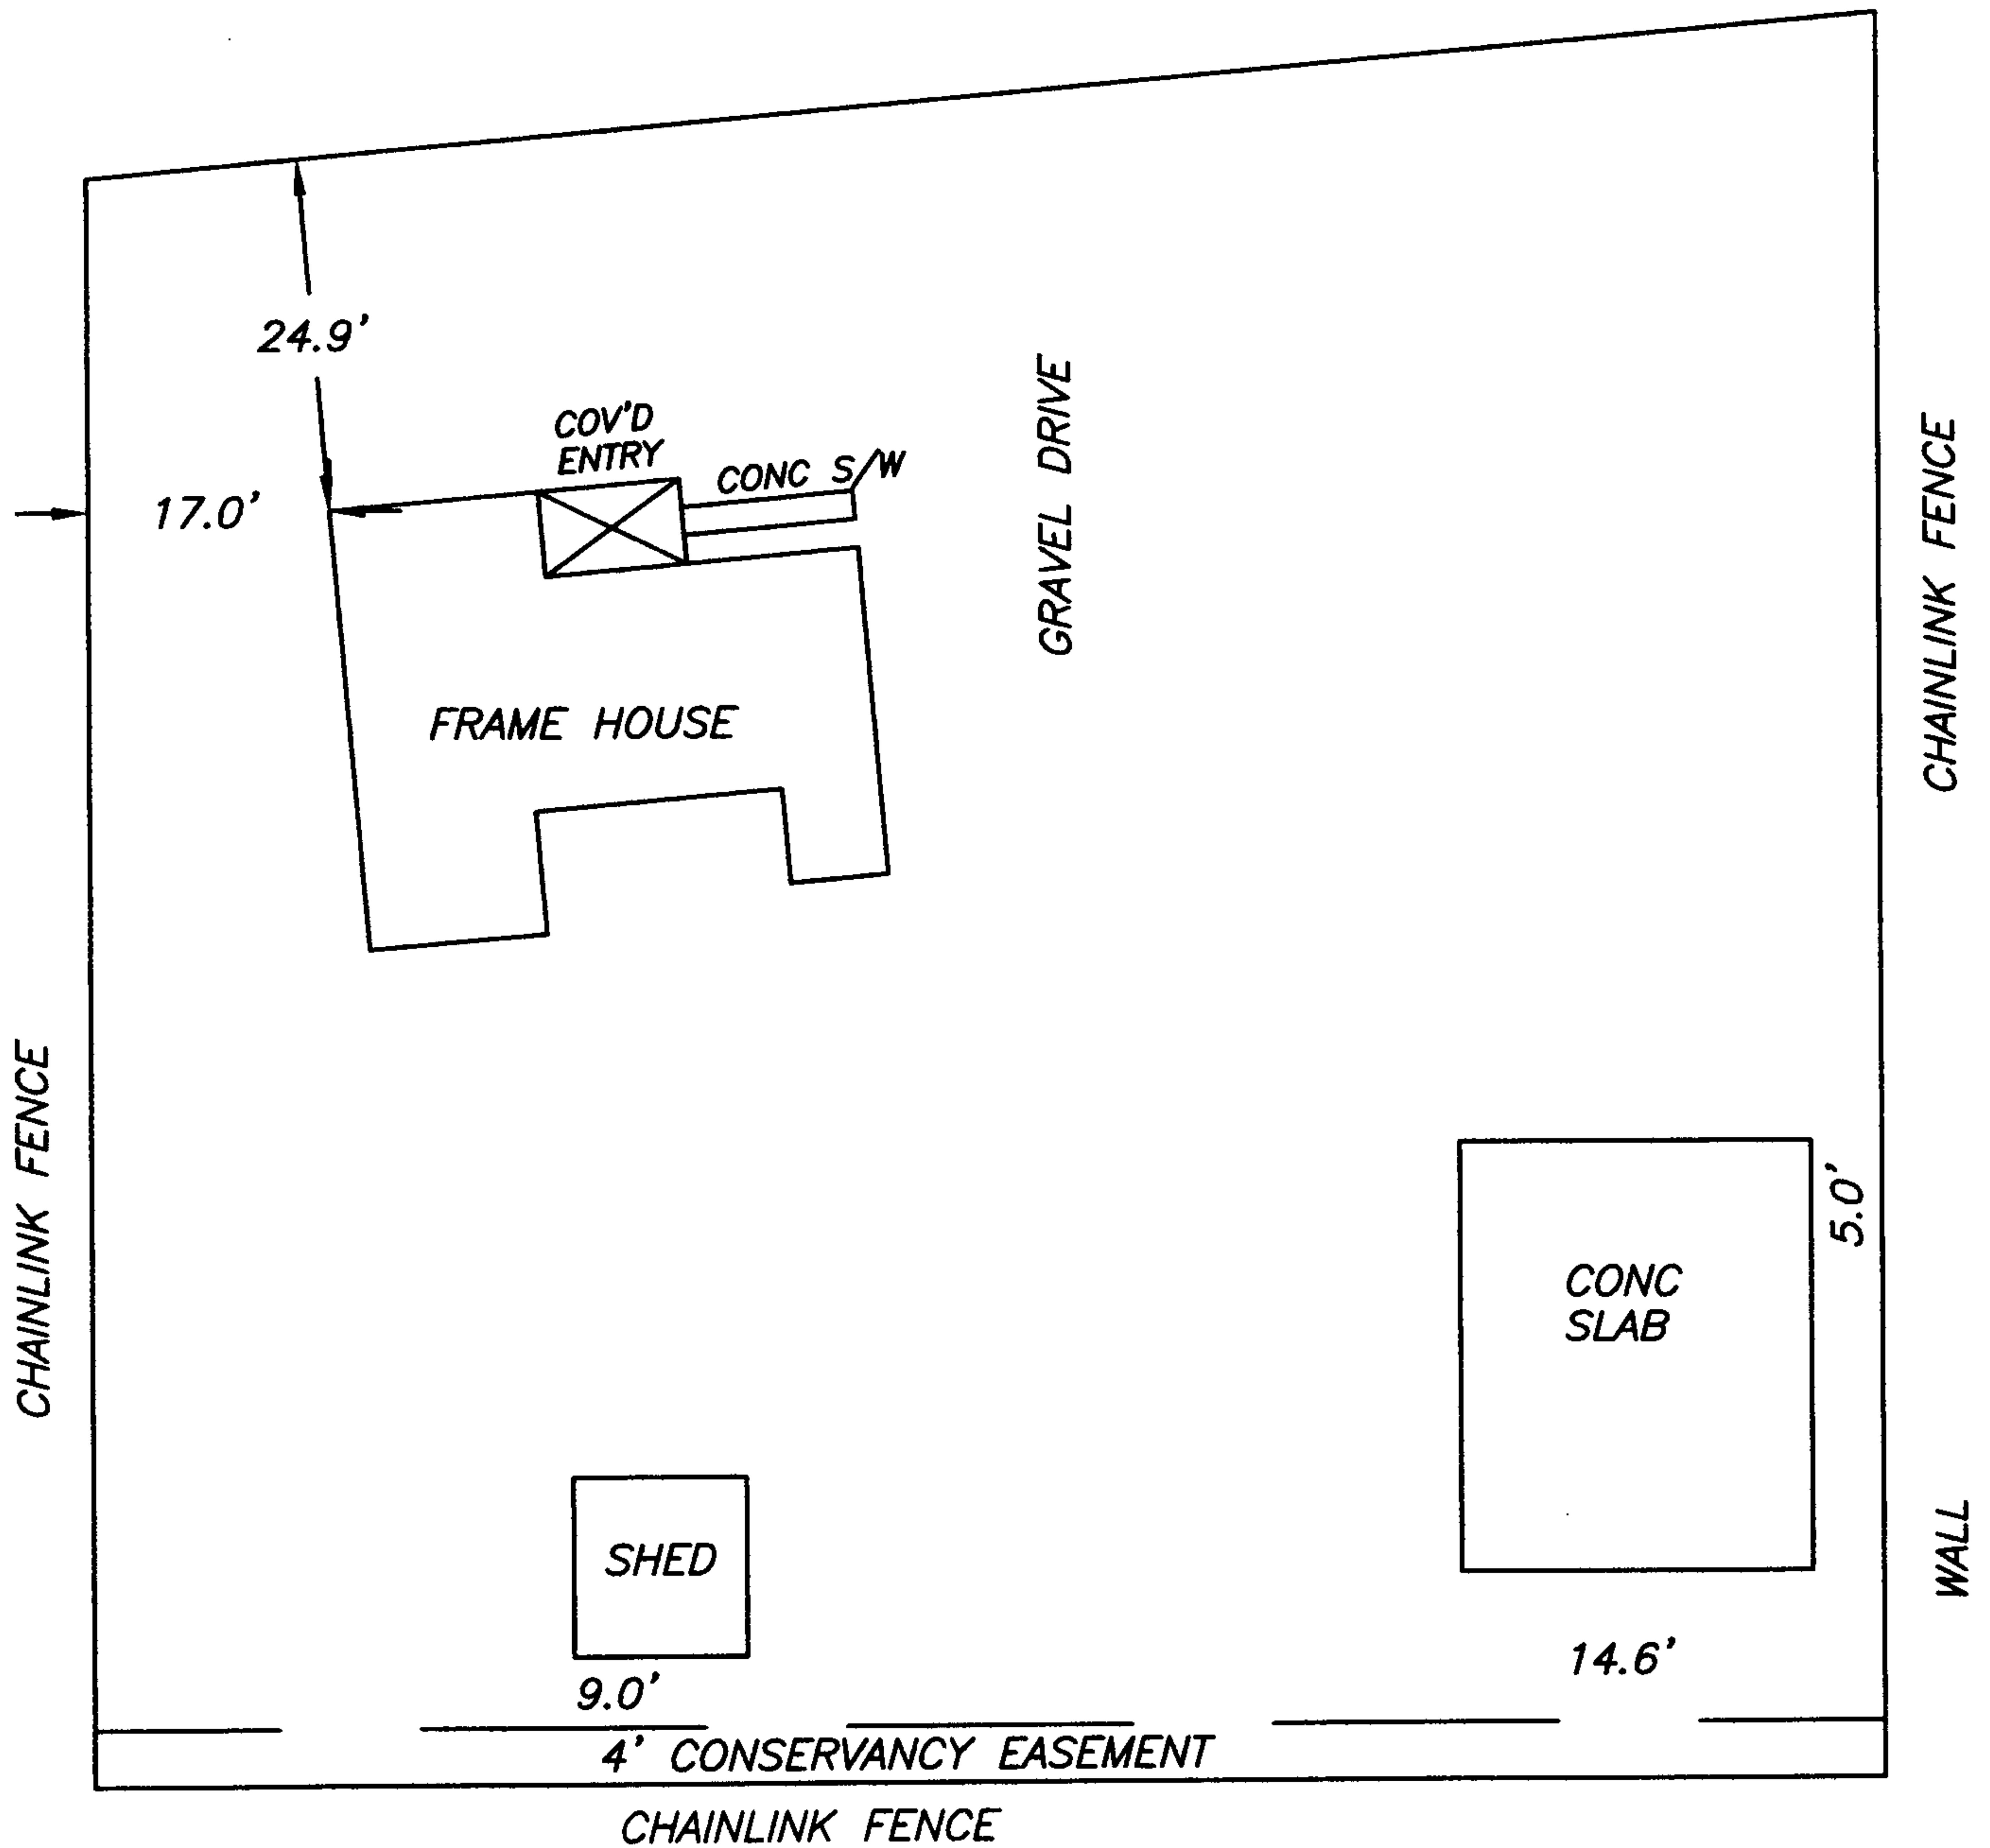 24.9'
COV'D
ENTRY
CONC S/W
17.0'
GRAVEL DRIVE
CHAINLINK FENCE
FRAME HOUSE
CHAINLINK FENCE
5.0'
CONC
SLAB
SHED
WALL
9.0'
14.6'
4' CONSERVANCY EASEMENT
CHAINLINK FENCE